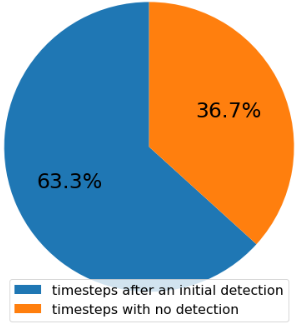 36.7%
63.3%
timesteps after an initial detection
timesteps with no detection